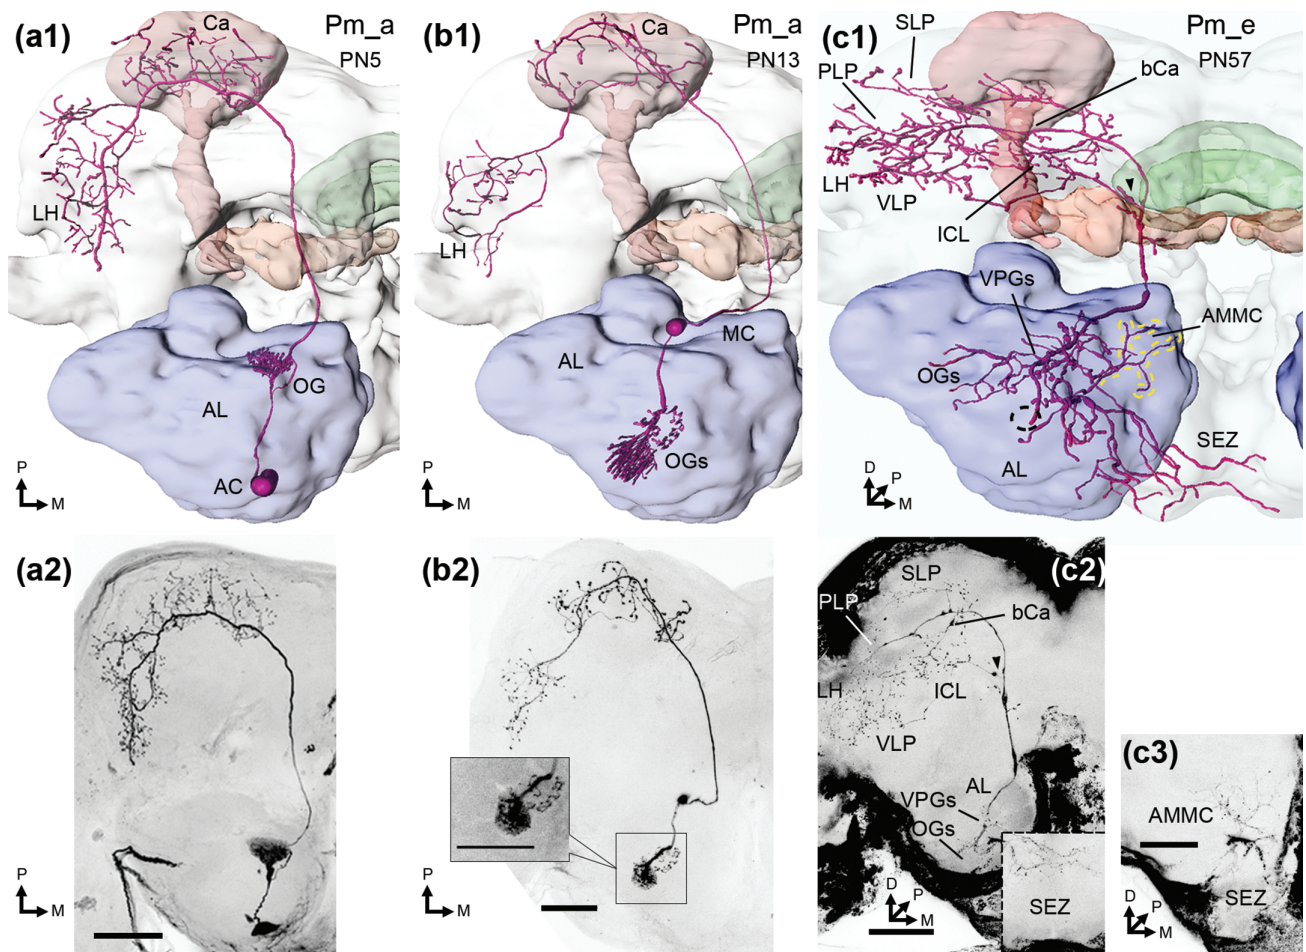 (a1)
Ca
Pm_a
PN5
LH
OG
AL
AC
P
M
(b1)
Ca
Pm_a
PN13
LH
MC
AL
OGs
P
M
(c1)
SLP
Pm_e
PLP
bCa
PN57
LH
VLP
ICL
VPGs
AMMC
OGs
SEZ
AL
D
P
M
(a2)
P
M
(b2)
P
M
(c2)
SLP
PLP
bCa
LH
ICL
VLP
AL
VPGs
OGs
SEZ
D
P
M
(c3)
AMMC
SEZ
D
P
M